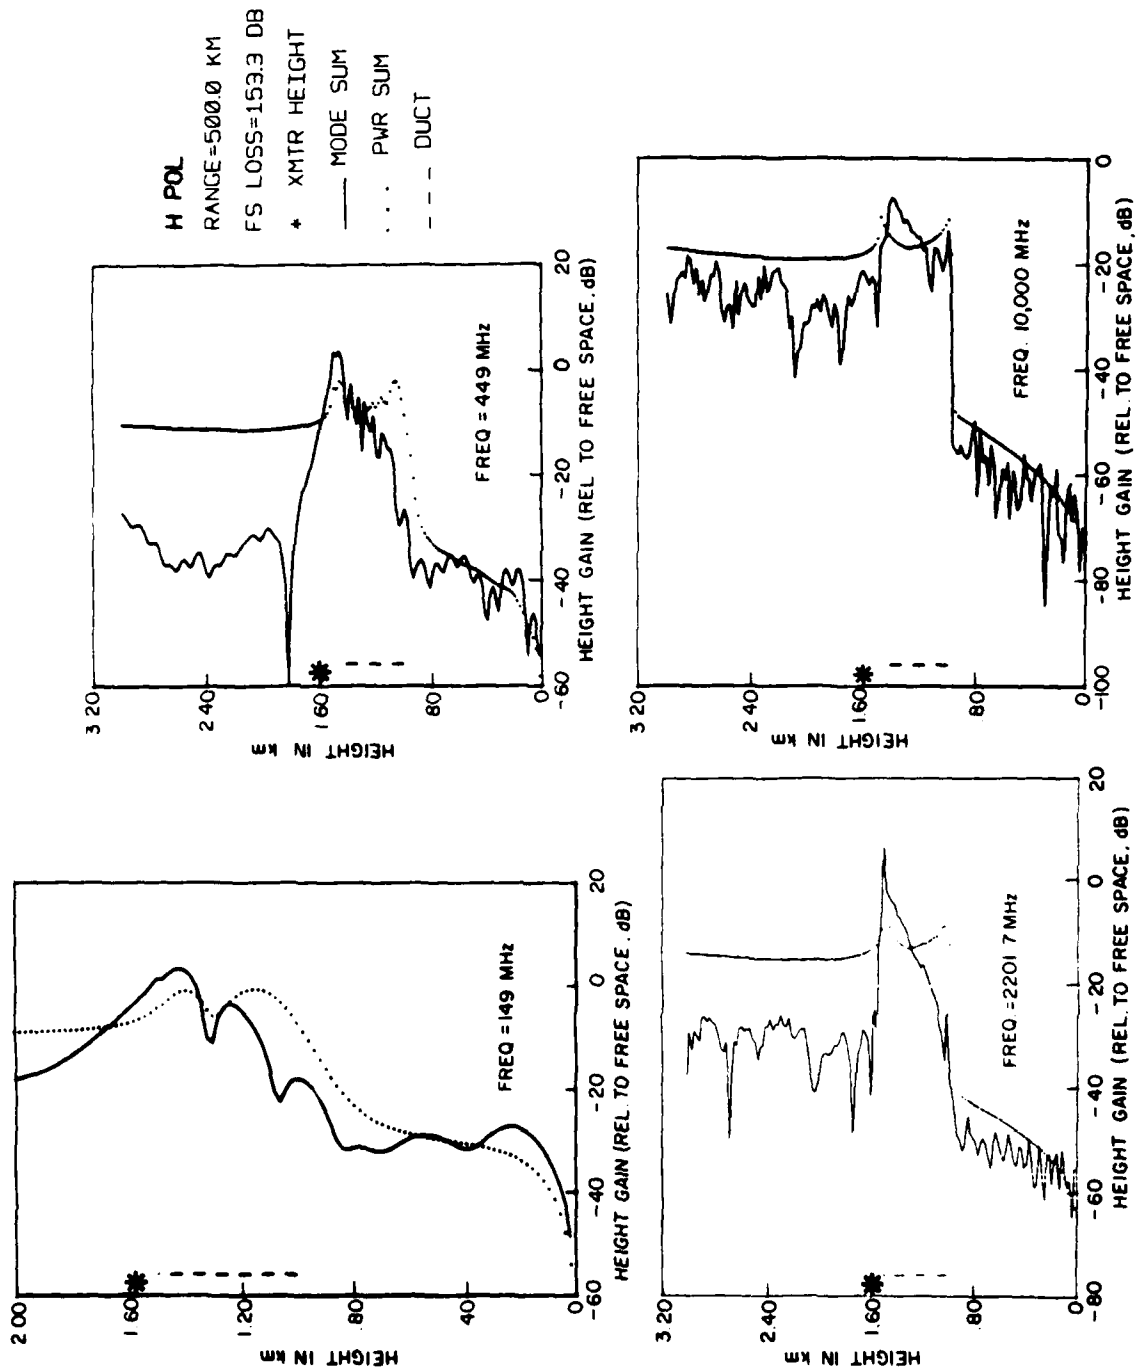 H POL
RANGE=500.0 KM
FS LOSS=153.3 DB
* XMTR HEIGHT
—— MODE SUM
... PWR SUM
--- DUCT
2.00
1.60
1.20
.80
.40
0
HEIGHT IN km
-60
-40
-20
0
20
HEIGHT GAIN (REL. TO FREE SPACE, dB)
FREQ = 149 MHz
3.20
2.40
1.60
.80
0
HEIGHT IN km
-60
-40
-20
0
20
HEIGHT GAIN (REL. TO FREE SPACE, dB)
FREQ = 449 MHz
3.20
2.40
1.60
.80
0
HEIGHT IN km
-80
-60
-40
-20
0
20
HEIGHT GAIN (REL. TO FREE SPACE, dB)
FREQ. = 2201 7 MHz
3.20
2.40
1.60
.80
0
HEIGHT IN km
-100
-80
-60
-40
-20
0
HEIGHT GAIN (REL. TO FREE SPACE, dB)
FREQ. 10,000 MHz